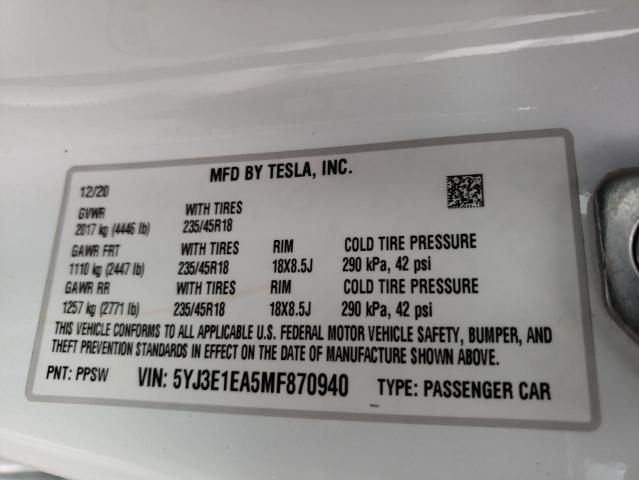 MFD BY TESLA, INC.
12/20
GVWR WITH TIRES
2017 kg (4446 lb) 235/45R18
GAWR FRT WITH TIRES RIM COLD TIRE PRESSURE
1110 kg (2447 lb) 235/45R18 18X8.5J 290 kPa, 42 psi
GAWR RR WITH TIRES RIM COLD TIRE PRESSURE
1257 kg (2771 lb) 235/45R18 18X8.5J 290 kPa, 42 psi
THIS VEHICLE CONFORMS TO ALL APPLICABLE U.S. FEDERAL MOTOR VEHICLE SAFETY, BUMPER, AND
THEFT PREVENTION STANDARDS IN EFFECT ON THE DATE OF MANUFACTURE SHOWN ABOVE.
PNT: PPSW VIN: 5YJ3E1EA5MF870940 TYPE: PASSENGER CAR